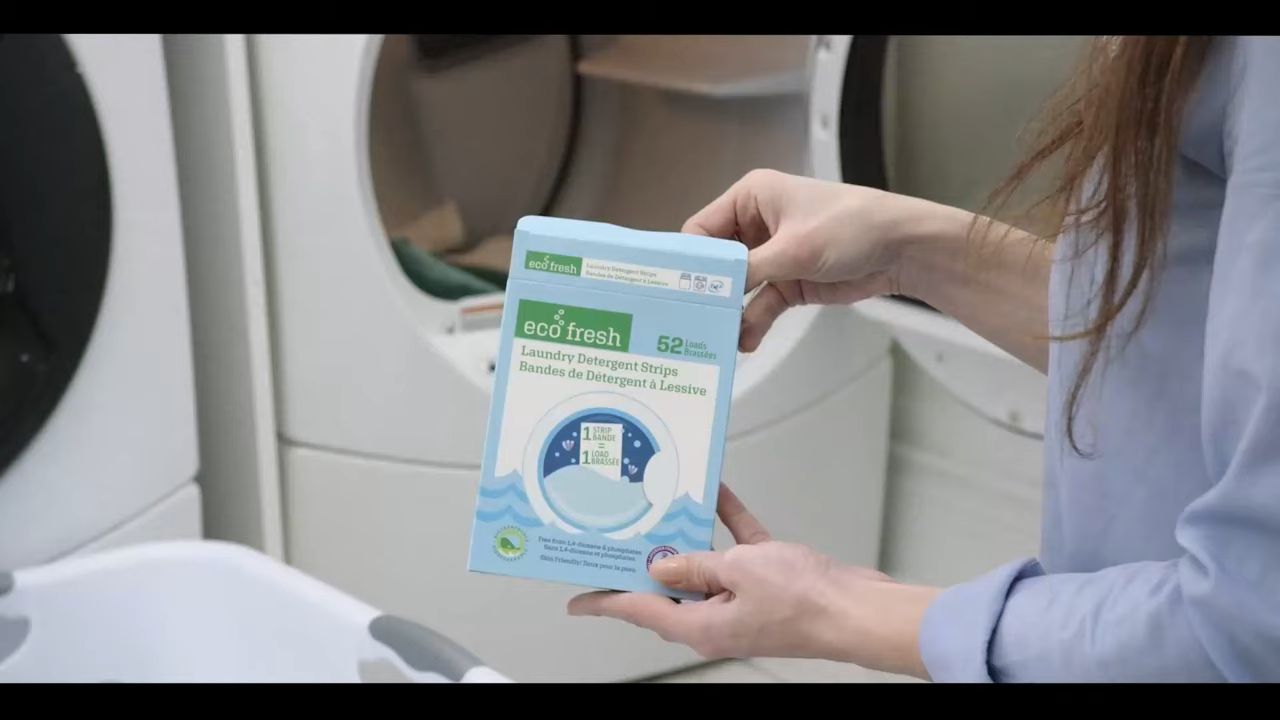 eco fresh
Laundry Detergent Strips
Bandes de Détergent à Lessive
eco fresh
52 Loads
Brassées
Laundry Detergent Strips
Bandes de Détergent à Lessive
1 STRIP
BANDE
=
1 LOAD
BRASSÉE
Free from 1,4-dioxane & phosphates
Sans 1,4-dioxane et phosphates
Skin Friendly/ Doux pour la peau